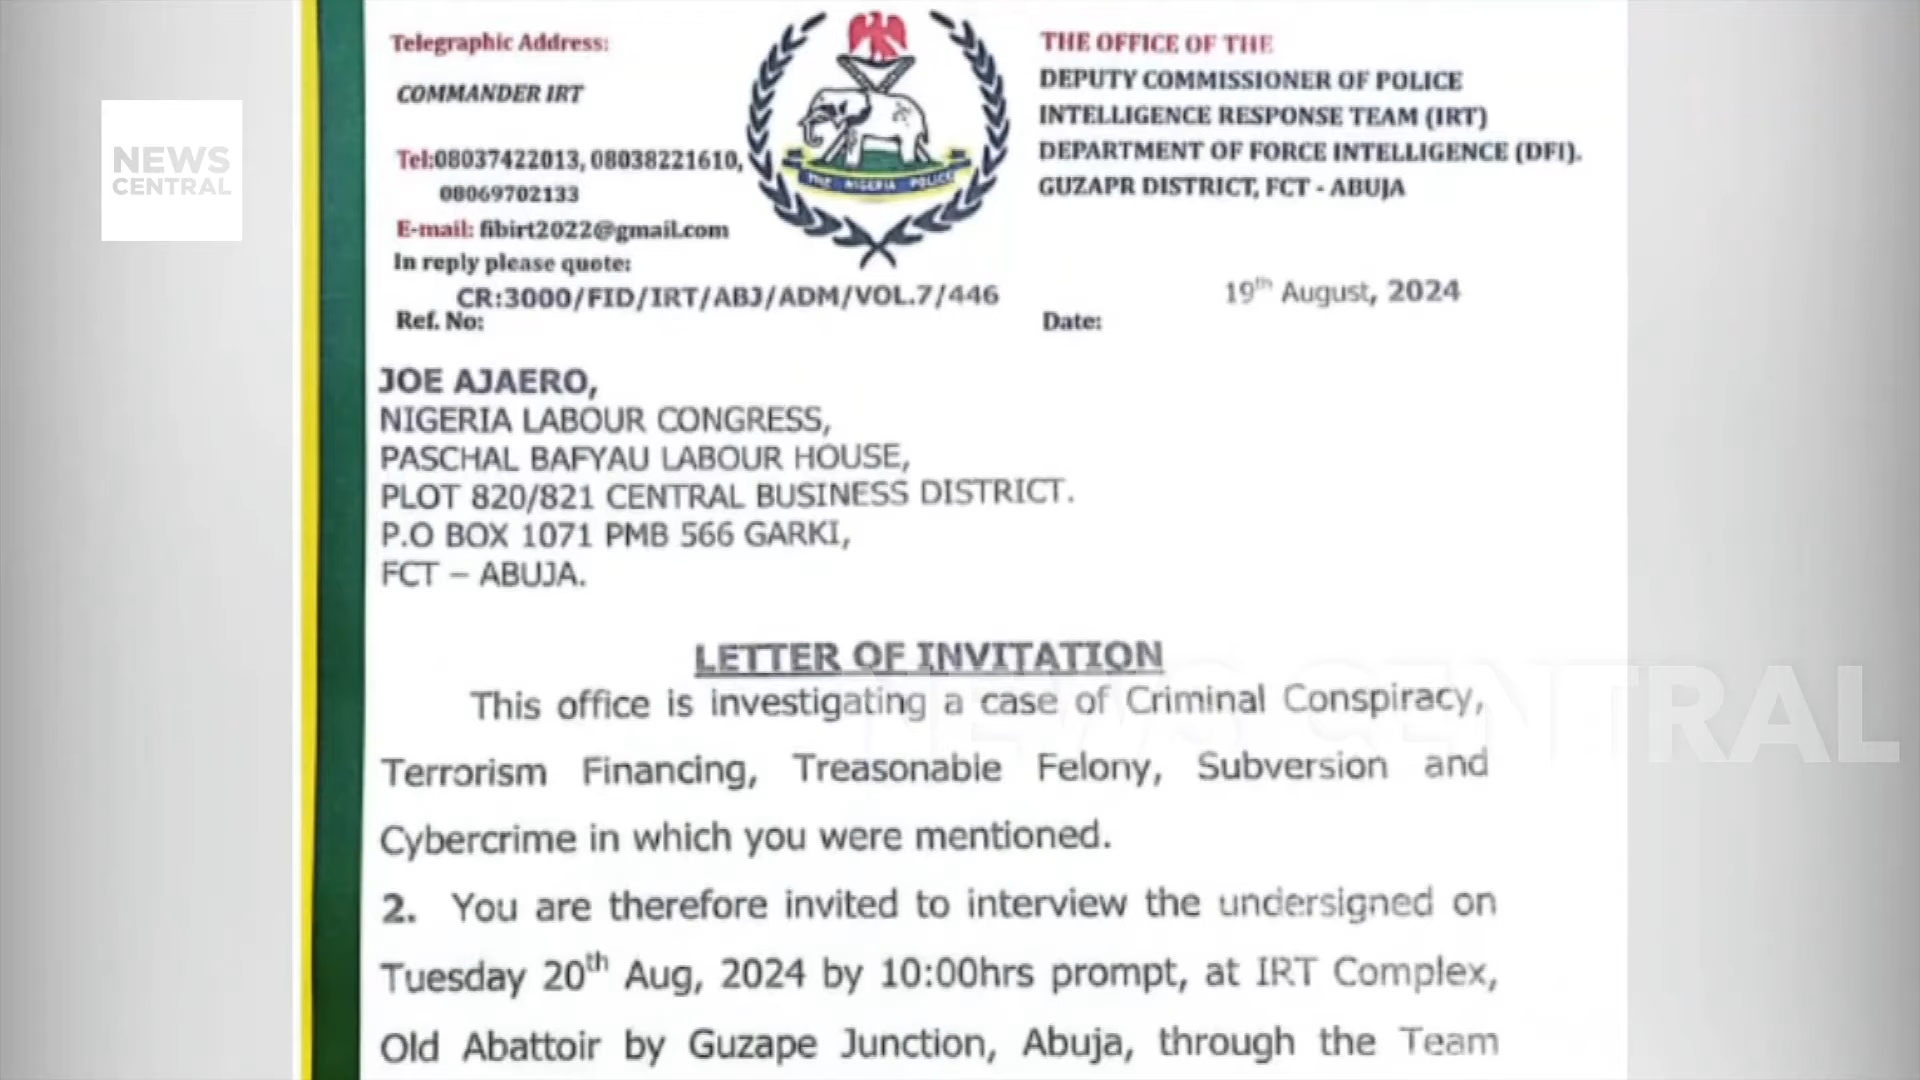 NEWS
CENTRAL
Telegraphic Address:
COMMANDER IRT
Tel:08037422013, 08038221610,
08069702133
E-mail: fibirt2022@gmail.com
In reply please quote:
CR:3000/FID/IRT/ABJ/ADM/VOL.7/446
Ref. No:
THE NIGERIA POLICE
THE OFFICE OF THE
DEPUTY COMMISSIONER OF POLICE
INTELLIGENCE RESPONSE TEAM (IRT)
DEPARTMENT OF FORCE INTELLIGENCE (DFI).
GUZAPR DISTRICT, FCT - ABUJA
19th August, 2024
Date:
JOE AJAERO,
NIGERIA LABOUR CONGRESS,
PASCHAL BAFYAU LABOUR HOUSE,
PLOT 820/821 CENTRAL BUSINESS DISTRICT.
P.O BOX 1071 PMB 566 GARKI,
FCT – ABUJA.
LETTER OF INVITATION
This office is investigating a case of Criminal Conspiracy,
Terrorism Financing, Treasonable Felony, Subversion and
Cybercrime in which you were mentioned.
2. You are therefore invited to interview the undersigned on
Tuesday 20th Aug, 2024 by 10:00hrs prompt, at IRT Complex,
Old Abattoir by Guzape Junction, Abuja, through the Team
NEWS CENTRAL